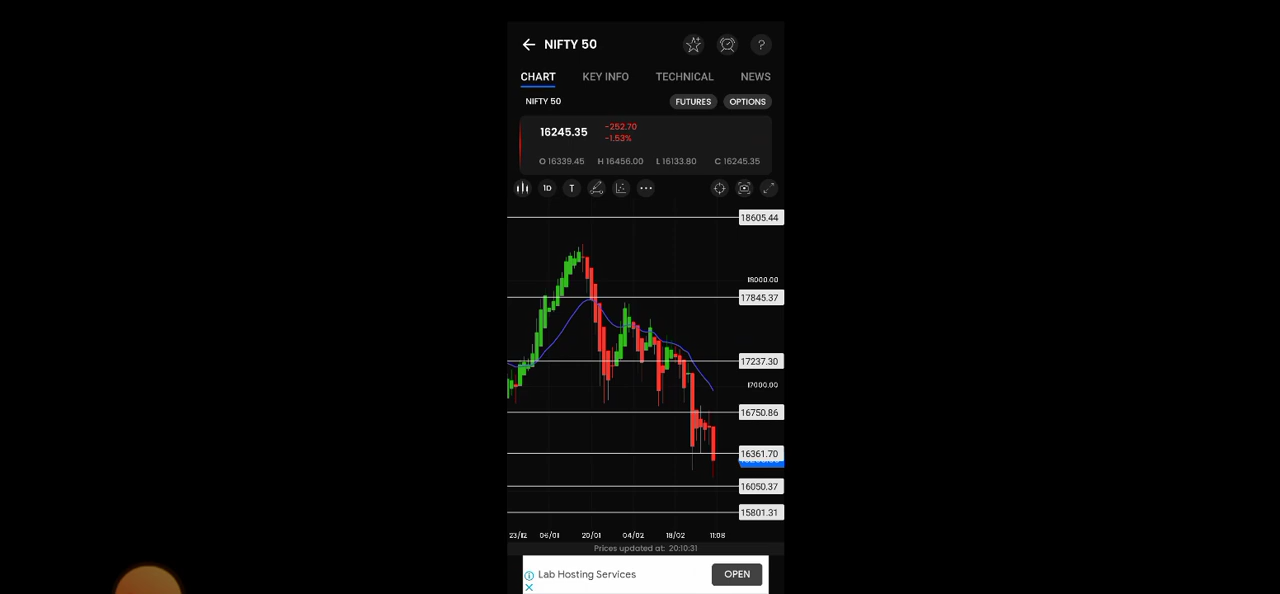 NIFTY 50
?
CHART KEY INFO TECHNICAL NEWS
NIFTY 50 FUTURES OPTIONS
16245.35 -252.70
-1.53%
O 16339.45 H 16456.00 L 16133.80 C 16245.35
1D T
18605.44
18000.00
17845.37
17237.30
17000.00
16750.86
16361.70
16050.37
15801.31
23/12 06/01 20/01 04/02 18/02 11:08
Prices updated at: 20:10:31
Lab Hosting Services OPEN